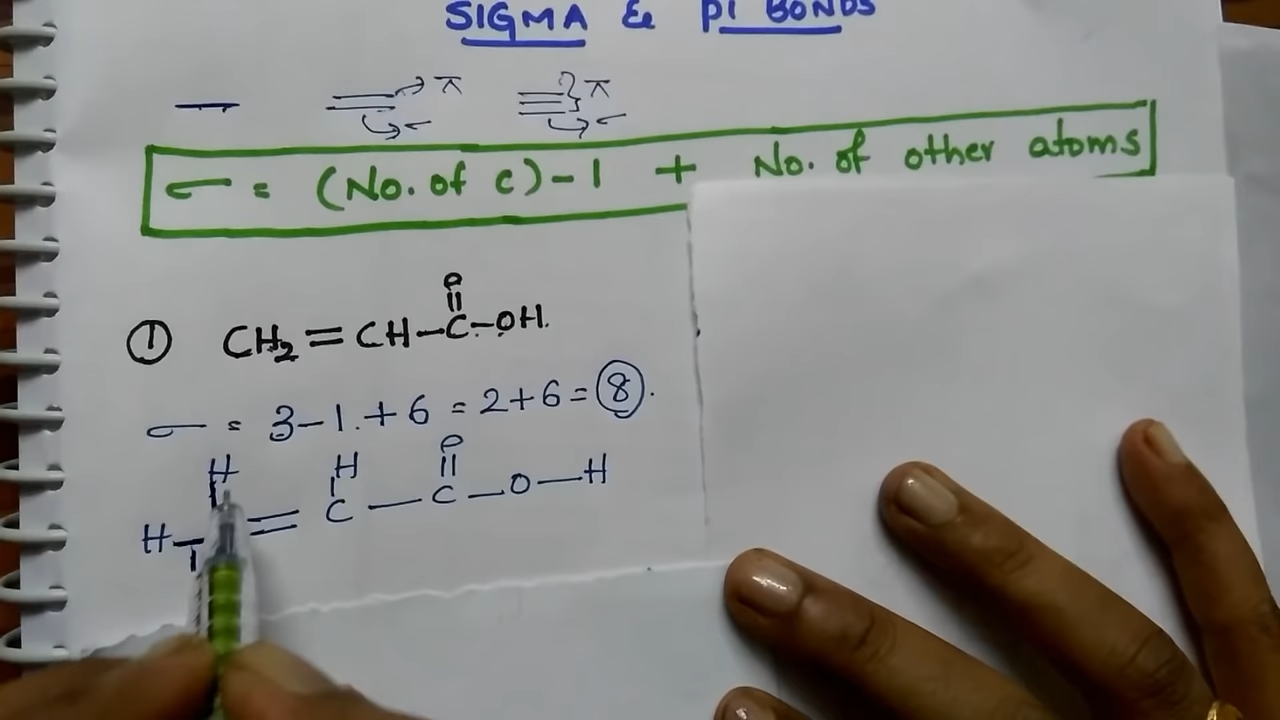 SIGMA & PI BONDS
— = → π ≡ } π
σ σ
σ = (No. of c) - 1 + No. of other atoms
① O
CH₂ = CH - C - OH.
σ = 3 - 1 . + 6 = 2 + 6 = 8 .
H H O
H = C — C — O — H